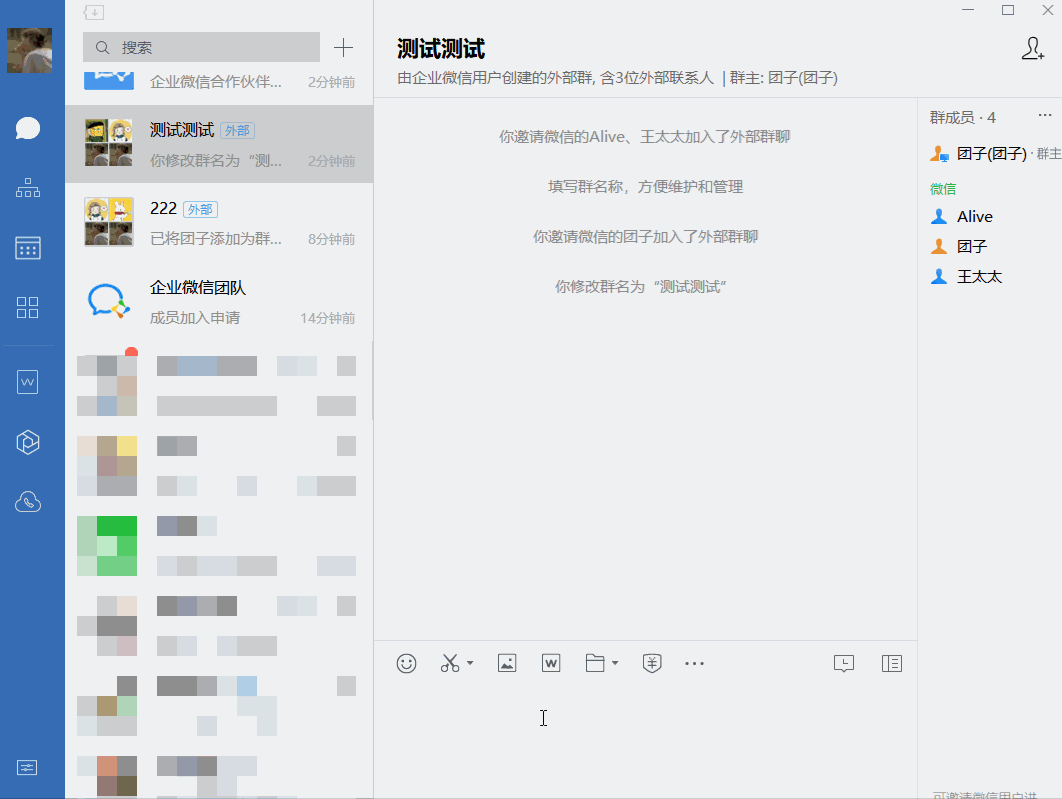 搜索
企业微信合作伙伴... 2分钟前
测试测试 外部
你修改群名为“测... 2分钟前
222 外部
已将团子添加为群... 8分钟前
企业微信团队
成员加入申请 14分钟前
测试测试
由企业微信用户创建的外部群, 含3位外部联系人 | 群主: 团子(团子)
你邀请微信的Alive、王太太加入了外部群聊
填写群名称，方便维护和管理
你邀请微信的团子加入了外部群聊
你修改群名为“测试测试”
群成员 · 4
团子(团子) · 群主
微信
Alive
团子
王太太
可邀请微信用户进